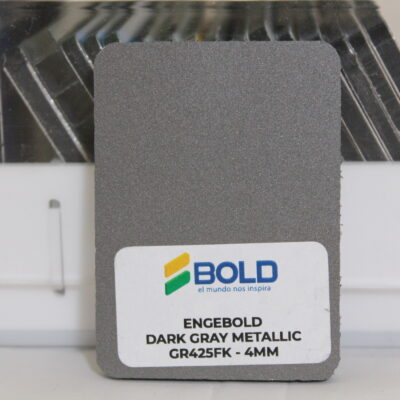 BOLD
el mundo nos inspira
ENGEBOLD
DARK GRAY METALLIC
GR425FK - 4MM